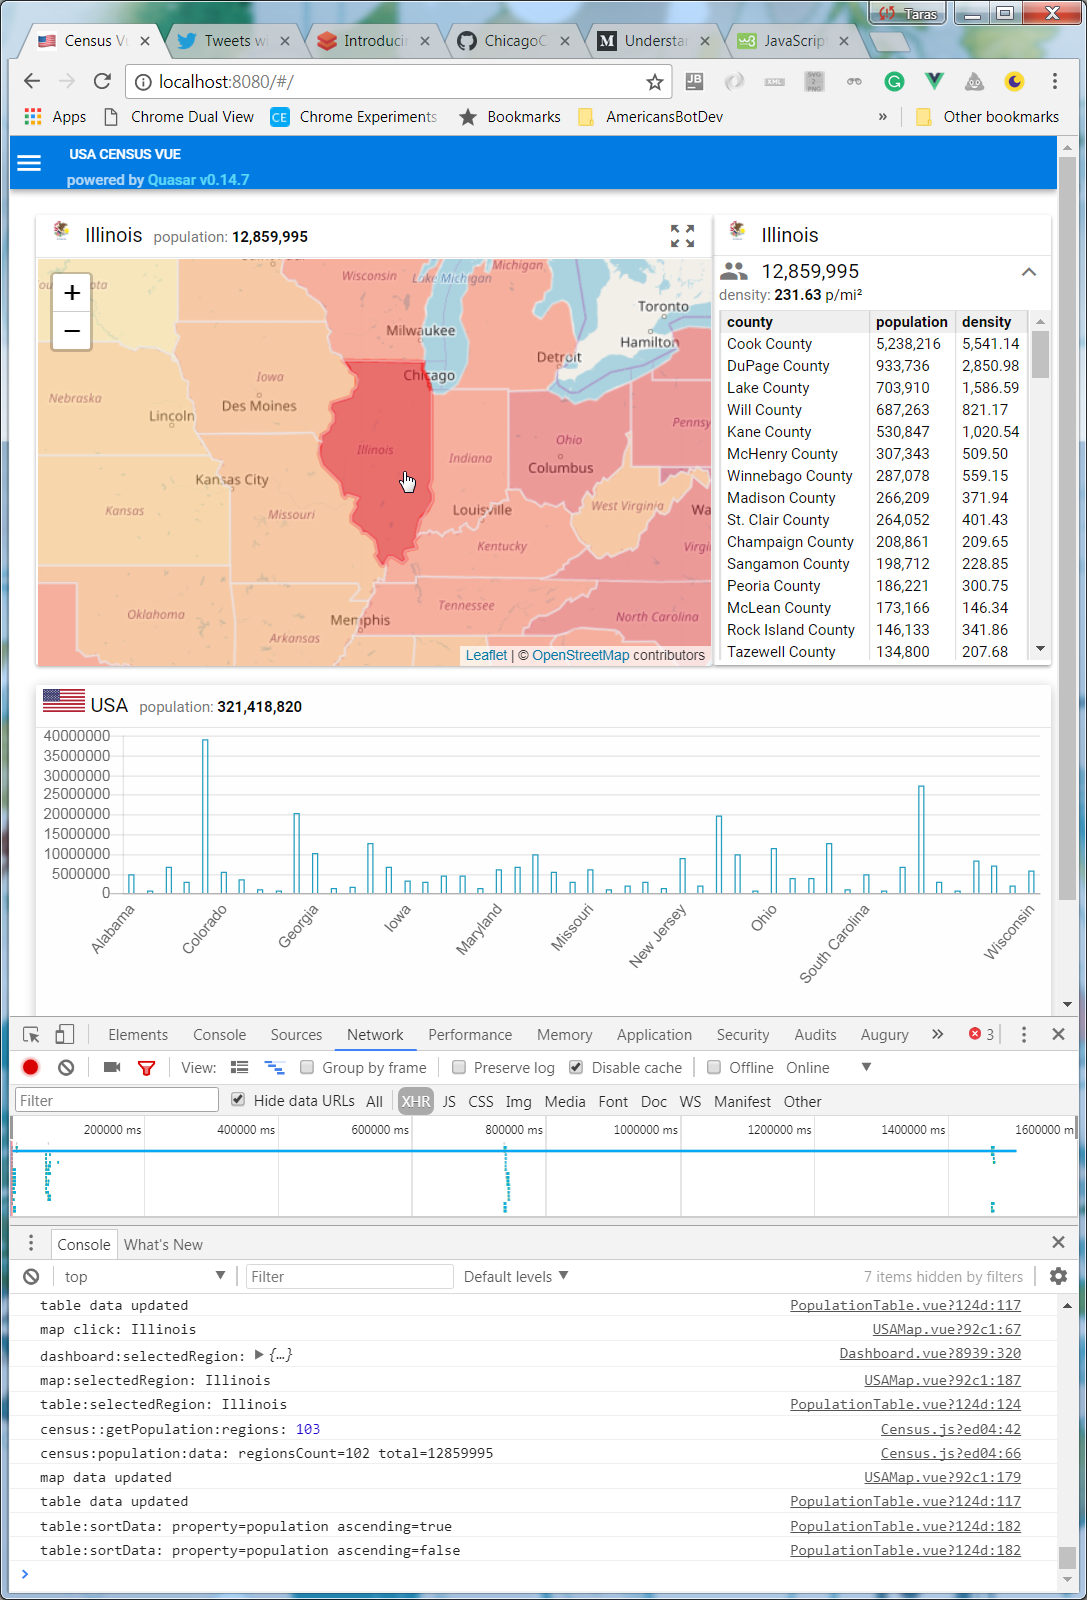 Taras
Census Vu
Tweets wi
Introducin
ChicagoC
Understan
JavaScript
localhost:8080/#/
Apps
Chrome Dual View
CE
Chrome Experiments
Bookmarks
AmericansBotDev
»
Other bookmarks
USA CENSUS VUE
powered by Quasar v0.14.7
Illinois population: 12,859,995
+
−
Wisconsin
Lake Michigan
Michigan
Toronto
Milwaukee
Hamilton
Detroit
Chicago
Iowa
Des Moines
Nebraska
Lincoln
Illinois
Indiana
Ohio
Columbus
Pennsy
Kansas City
Kansas
Missouri
Louisville
West Virginia
Wa
Kentucky
Virgi
Oklahoma
Memphis
Tennessee
North Carolina
Arkansas
Leaflet | © OpenStreetMap contributors
Illinois
12,859,995
density: 231.63 p/mi²
county population density
Cook County 5,238,216 5,541.14
DuPage County 933,736 2,850.98
Lake County 703,910 1,586.59
Will County 687,263 821.17
Kane County 530,847 1,020.54
McHenry County 307,343 509.50
Winnebago County 287,078 559.15
Madison County 266,209 371.94
St. Clair County 264,052 401.43
Champaign County 208,861 209.65
Sangamon County 198,712 228.85
Peoria County 186,221 300.75
McLean County 173,166 146.34
Rock Island County 146,133 341.86
Tazewell County 134,800 207.68
USA population: 321,418,820
40000000
35000000
30000000
25000000
20000000
15000000
10000000
5000000
0
Alabama
Colorado
Georgia
Iowa
Maryland
Missouri
New Jersey
Ohio
South Carolina
Wisconsin
Elements Console Sources Network Performance Memory Application Security Audits Augury » 3
View: Group by frame Preserve log Disable cache Offline Online
Filter Hide data URLs All XHR JS CSS Img Media Font Doc WS Manifest Other
200000 ms 400000 ms 600000 ms 800000 ms 1000000 ms 1200000 ms 1400000 ms 1600000 m
Console What's New
top Filter Default levels 7 items hidden by filters
table data updated PopulationTable.vue?124d:117
map click: Illinois USAMap.vue?92c1:67
dashboard:selectedRegion: {…} Dashboard.vue?8939:320
map:selectedRegion: Illinois USAMap.vue?92c1:187
table:selectedRegion: Illinois PopulationTable.vue?124d:124
census::getPopulation:regions: 103 Census.js?ed04:42
census:population:data: regionsCount=102 total=12859995 Census.js?ed04:66
map data updated USAMap.vue?92c1:179
table data updated PopulationTable.vue?124d:117
table:sortData: property=population ascending=true PopulationTable.vue?124d:182
table:sortData: property=population ascending=false PopulationTable.vue?124d:182